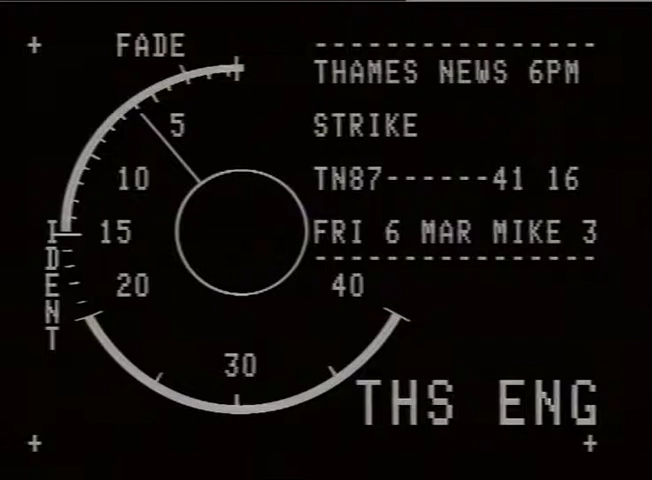 FADE
THAMES NEWS 6PM
STRIKE
TN87------41 16
FRI 6 MAR MIKE 3
5
10
15
20
30
40
IDENT
THS ENG